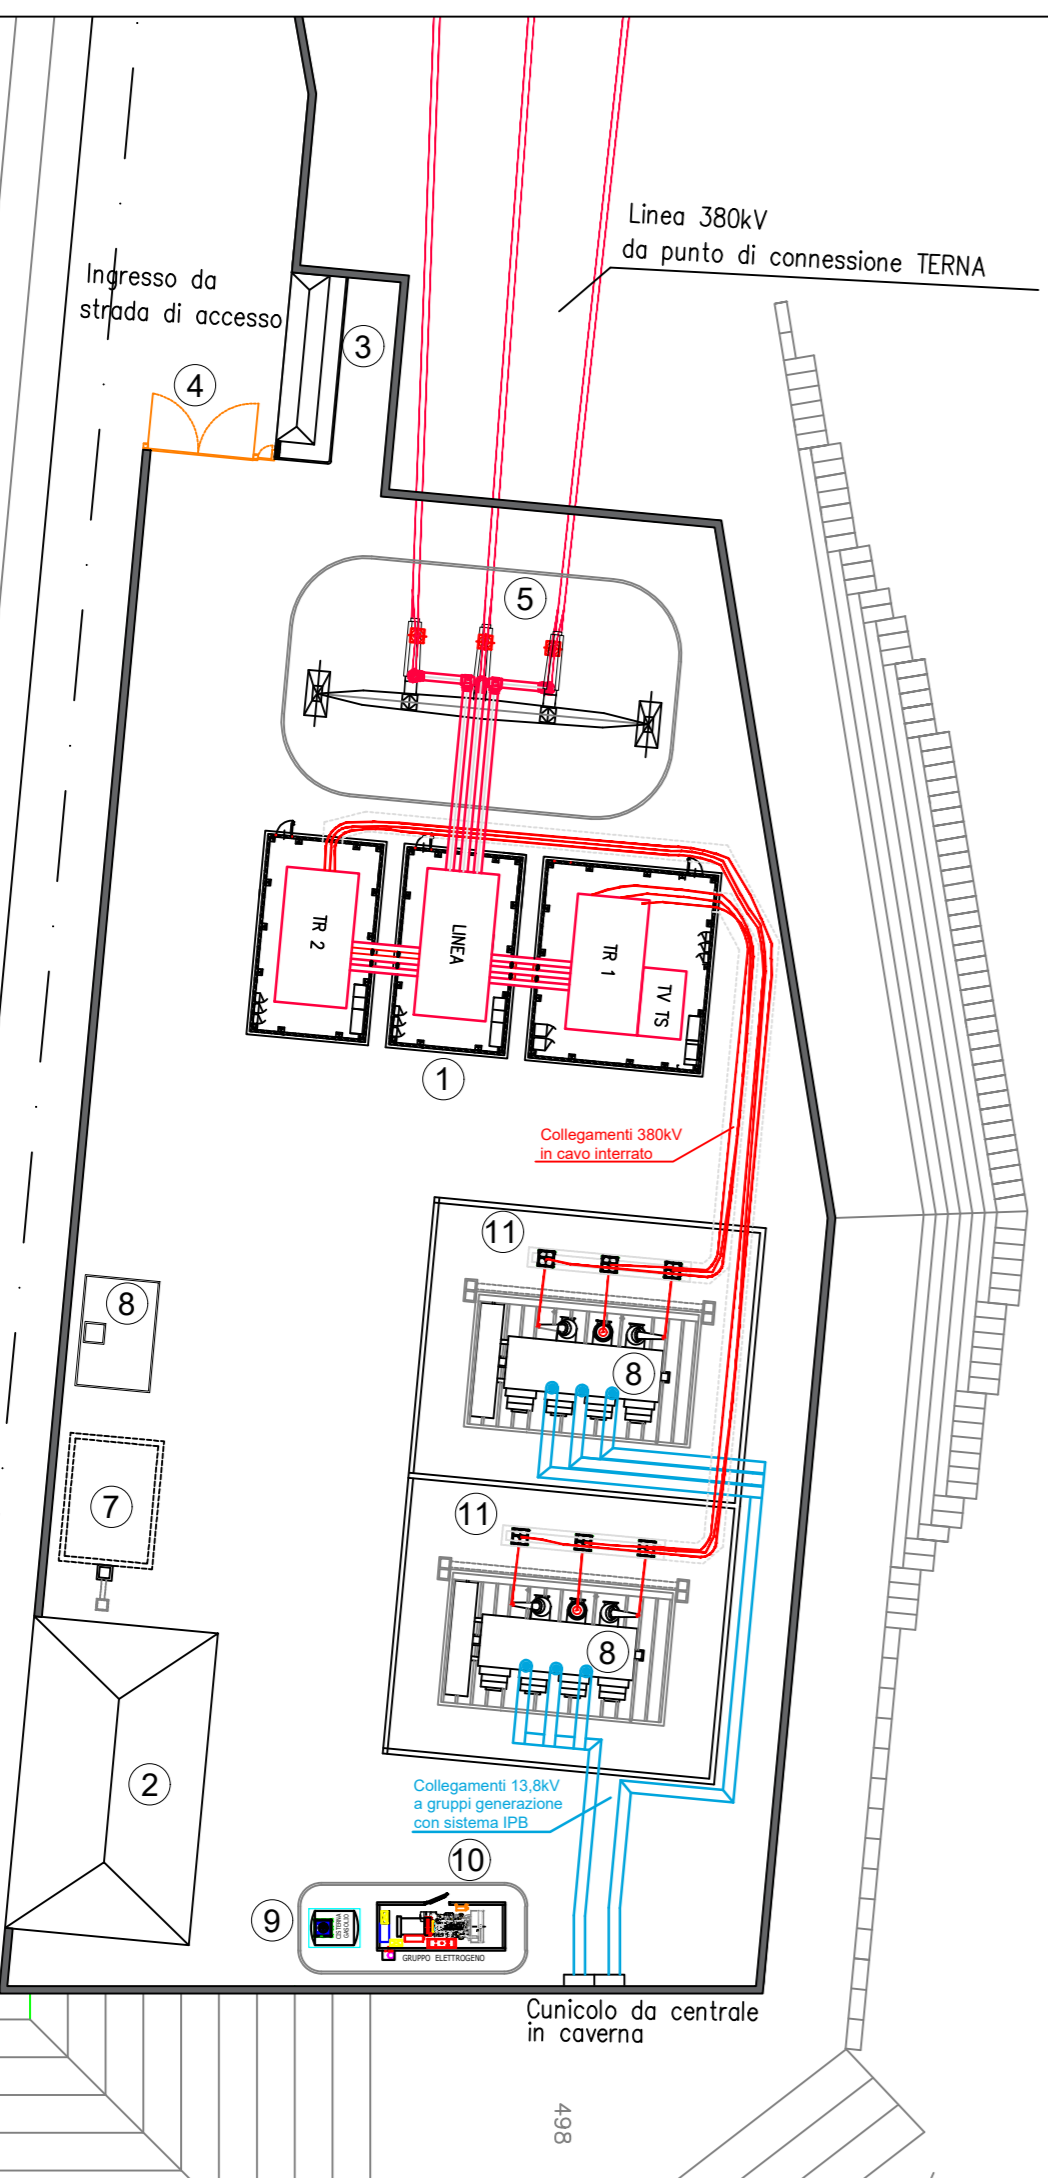 Linea 380kV
da punto di connessione TERNA
Ingresso da
strada di accesso
3
4
5
TR 2
LINEA
TR 1
TV TS
1
Collegamenti 380kV
in cavo interrato
11
8
8
7
11
8
2
Collegamenti 13,8kV
a gruppi generazione
con sistema IPB
10
9
CISTERNA
GASOLIO
GRUPPO ELETTROGENO
Cunicolo da centrale
in caverna
498